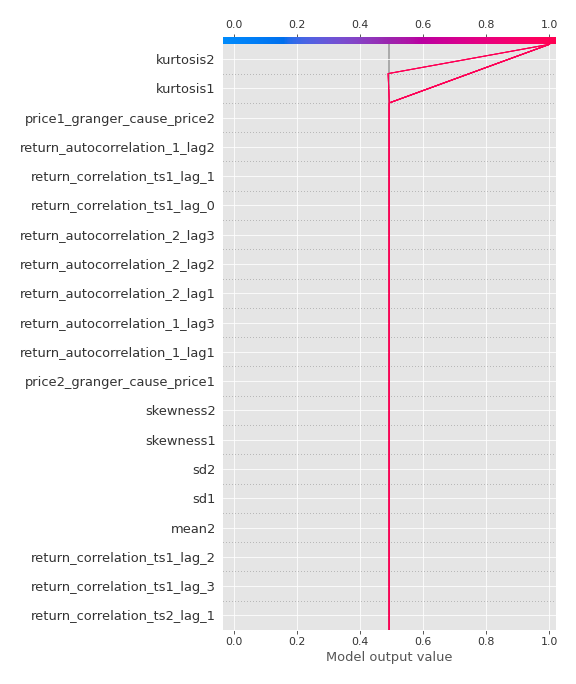 0.0 0.2 0.4 0.6 0.8 1.0
kurtosis2
kurtosis1
price1_granger_cause_price2
return_autocorrelation_1_lag2
return_correlation_ts1_lag_1
return_correlation_ts1_lag_0
return_autocorrelation_2_lag3
return_autocorrelation_2_lag2
return_autocorrelation_2_lag1
return_autocorrelation_1_lag3
return_autocorrelation_1_lag1
price2_granger_cause_price1
skewness2
skewness1
sd2
sd1
mean2
return_correlation_ts1_lag_2
return_correlation_ts1_lag_3
return_correlation_ts2_lag_1
0.0 0.2 0.4 0.6 0.8 1.0
Model output value